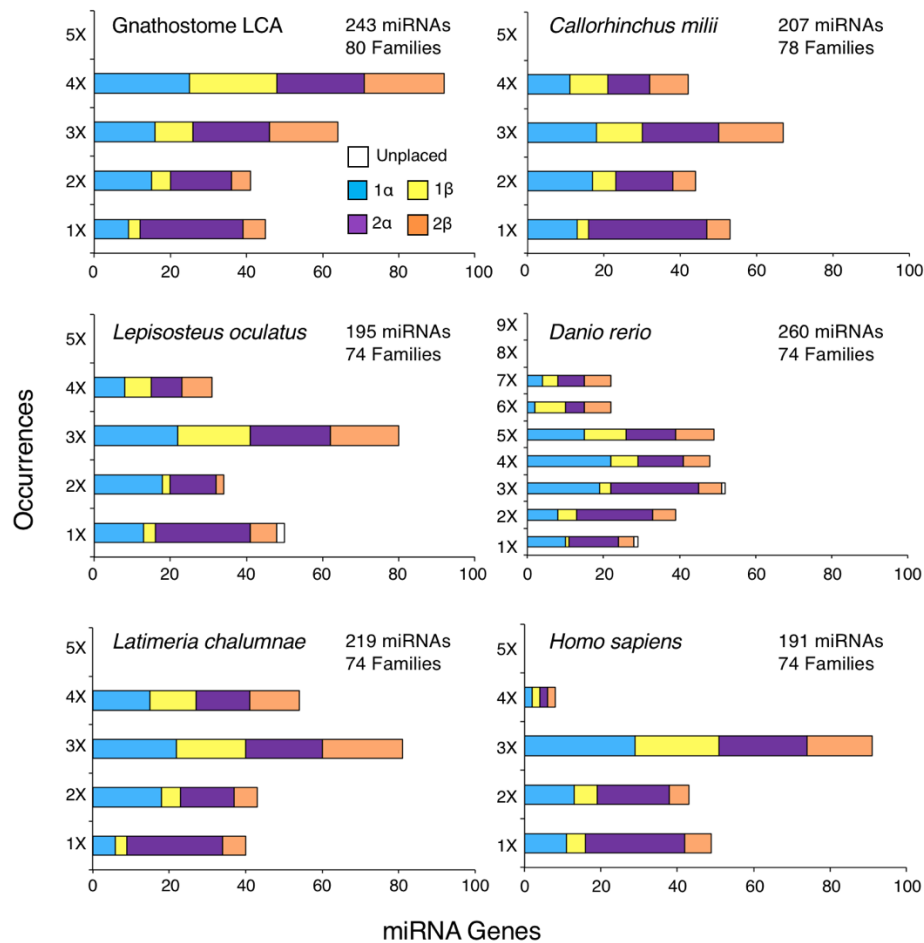 Gnathostome LCA
243 miRNAs
80 Families
5X
4X
3X
2X
1X
Unplaced
1α
1β
2α
2β
0
20
40
60
80
100
Callorhinchus milii
207 miRNAs
78 Families
5X
4X
3X
2X
1X
0
20
40
60
80
100
Occurrences
Lepisosteus oculatus
195 miRNAs
74 Families
5X
4X
3X
2X
1X
0
20
40
60
80
100
Danio rerio
260 miRNAs
74 Families
9X
8X
7X
6X
5X
4X
3X
2X
1X
0
20
40
60
80
100
Latimeria chalumnae
219 miRNAs
74 Families
5X
4X
3X
2X
1X
0
20
40
60
80
100
Homo sapiens
191 miRNAs
74 Families
5X
4X
3X
2X
1X
0
20
40
60
80
100
miRNA Genes